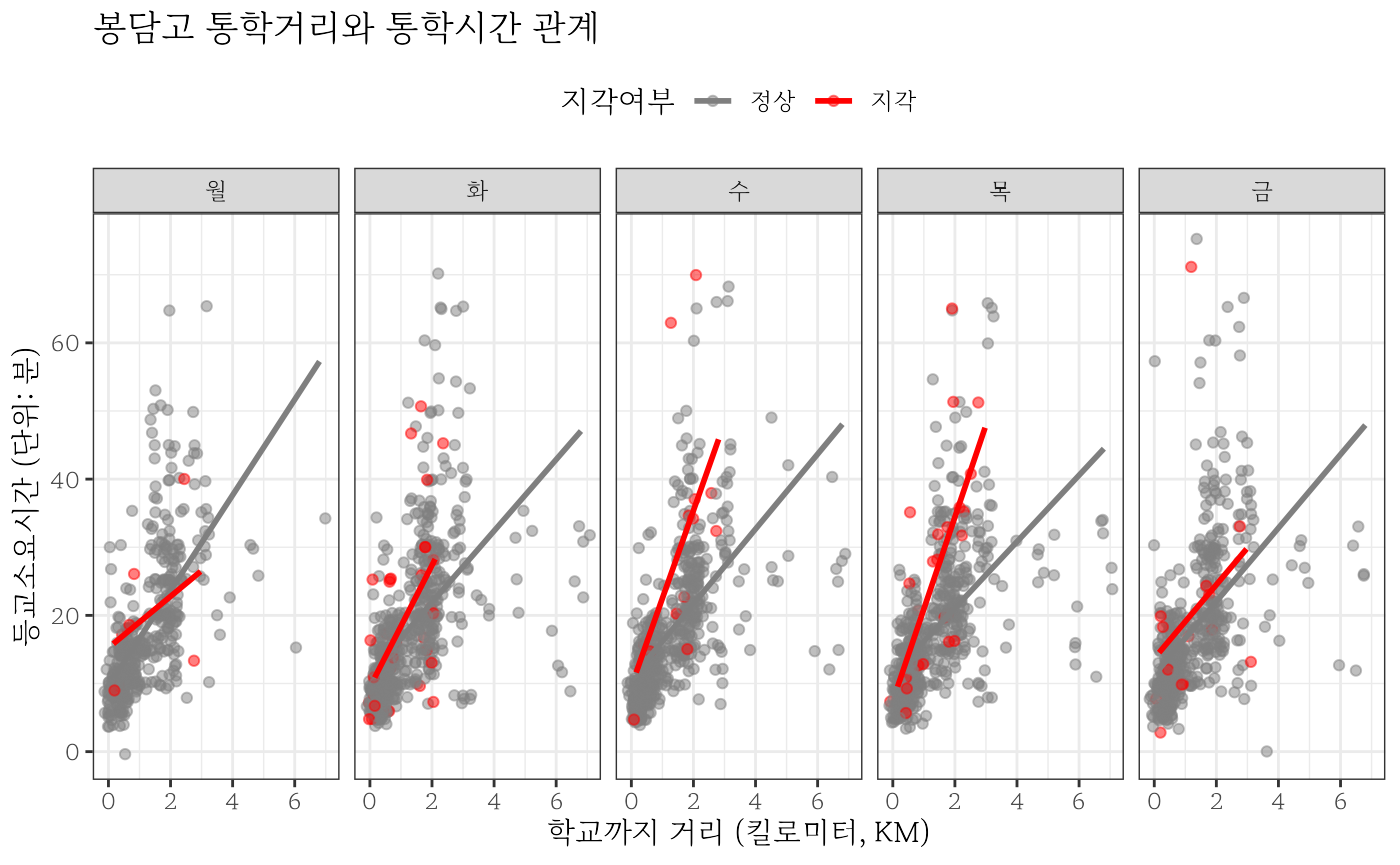 봉담고 통학거리와 통학시간 관계
지각여부 정상 지각
월 화 수 목 금
등교소요시간 (단위: 분)
60
40
20
0
0 2 4 6 0 2 4 6 0 2 4 6 0 2 4 6 0 2 4 6
학교까지 거리 (킬로미터, KM)